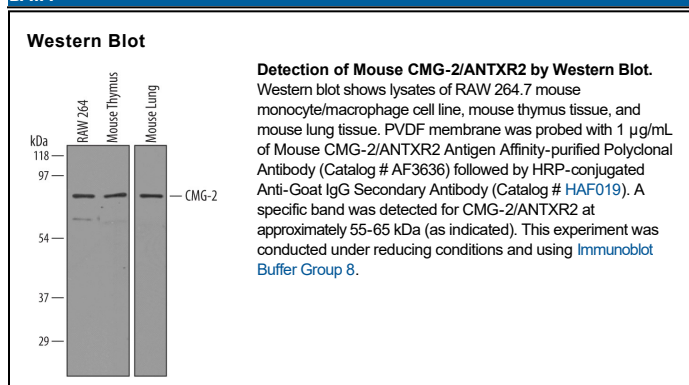 Western Blot
RAW 264
Mouse Thymus
Mouse Lung
kDa
118
97
54
37
29
CMG-2
Detection of Mouse CMG-2/ANTXR2 by Western Blot.
Western blot shows lysates of RAW 264.7 mouse
monocyte/macrophage cell line, mouse thymus tissue, and
mouse lung tissue. PVDF membrane was probed with 1 µg/mL
of Mouse CMG-2/ANTXR2 Antigen Affinity-purified Polyclonal
Antibody (Catalog # AF3636) followed by HRP-conjugated
Anti-Goat IgG Secondary Antibody (Catalog # HAF019). A
specific band was detected for CMG-2/ANTXR2 at
approximately 55-65 kDa (as indicated). This experiment was
conducted under reducing conditions and using Immunoblot
Buffer Group 8.